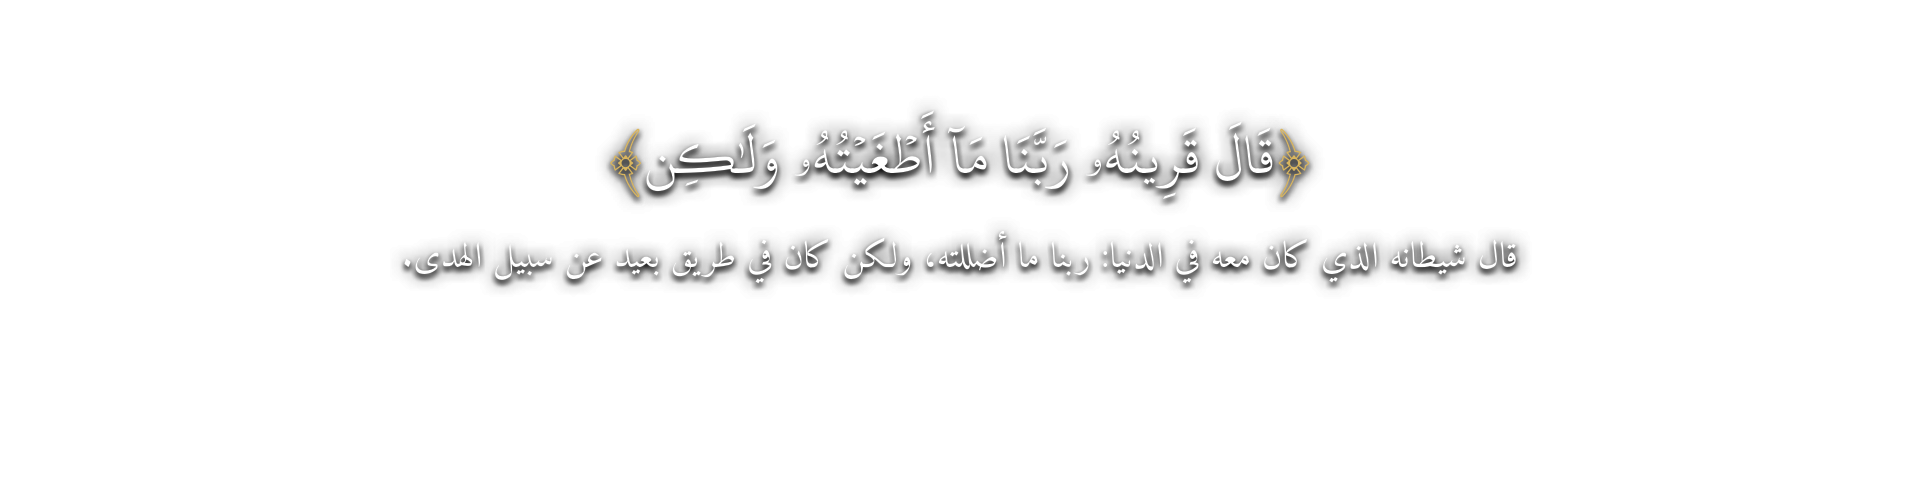 ﴿قَالَ قَرِينُهُۥ رَبَّنَا مَآ أَطۡغَيۡتُهُۥ وَلَٰكِن﴾
قال شيطانه الذي كان معه في الدنيا: ربنا ما أضللته، ولكن كان في طريق بعيد عن سبيل الهدى.